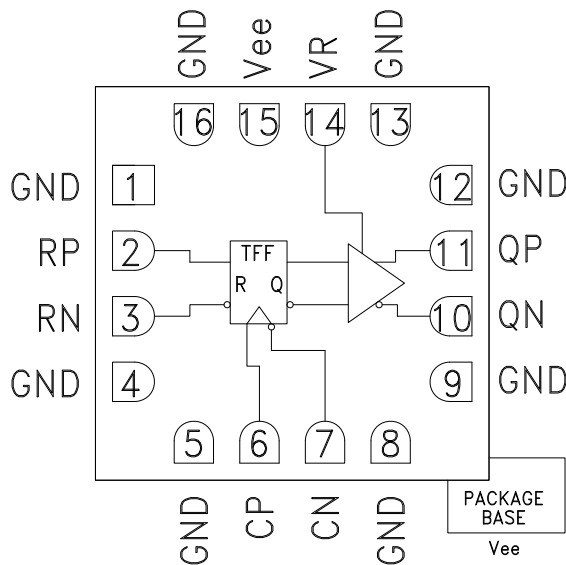 GND Vee VR GND
16 15 14 13
GND 1 12 GND
RP 2 TFF 11 QP
R Q
RN 3 10 QN
GND 4 9 GND
5 6 7 8
GND CP CN GND
PACKAGE
BASE
Vee